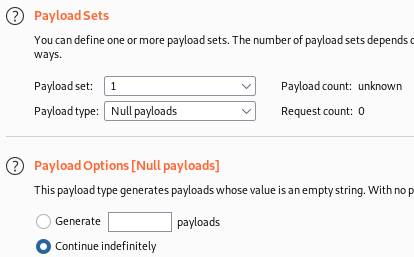 Payload Sets
You can define one or more payload sets. The number of payload sets depends o
ways.
Payload set: 1 Payload count: unknown
Payload type: Null payloads Request count: 0
Payload Options [Null payloads]
This payload type generates payloads whose value is an empty string. With no p
Generate payloads
Continue indefinitely